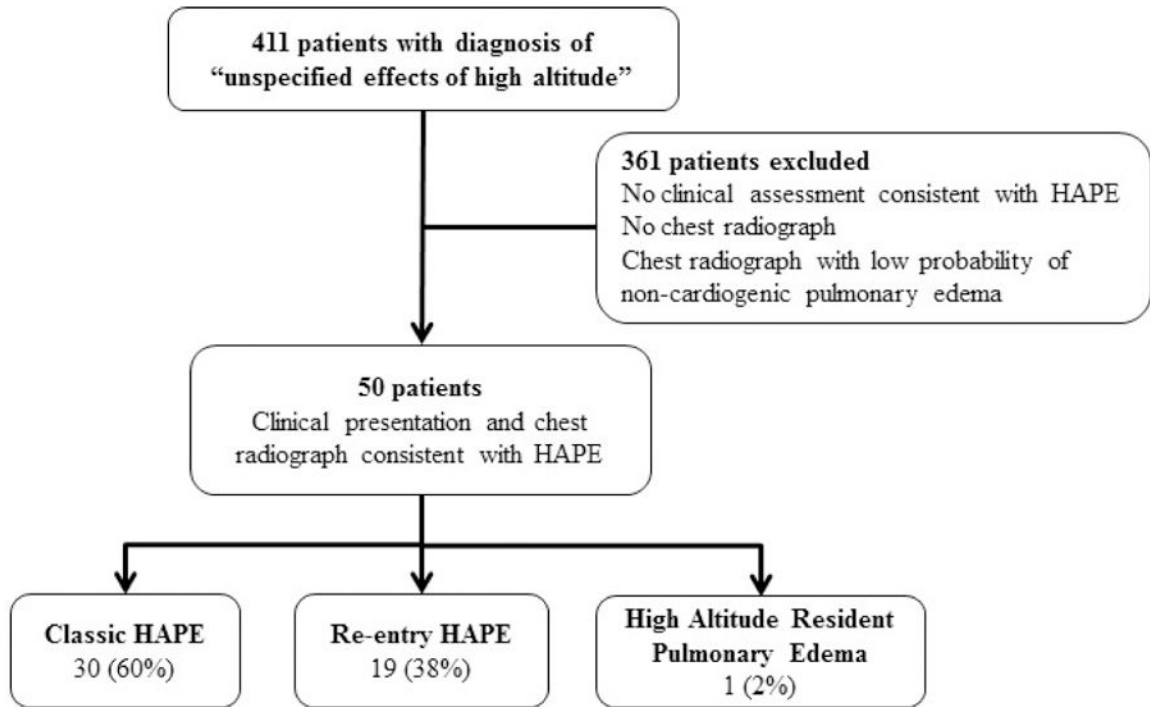 411 patients with diagnosis of
“unspecified effects of high altitude”
361 patients excluded
No clinical assessment consistent with HAPE
No chest radiograph
Chest radiograph with low probability of
non-cardiogenic pulmonary edema
50 patients
Clinical presentation and chest
radiograph consistent with HAPE
Classic HAPE
30 (60%)
Re-entry HAPE
19 (38%)
High Altitude Resident
Pulmonary Edema
1 (2%)